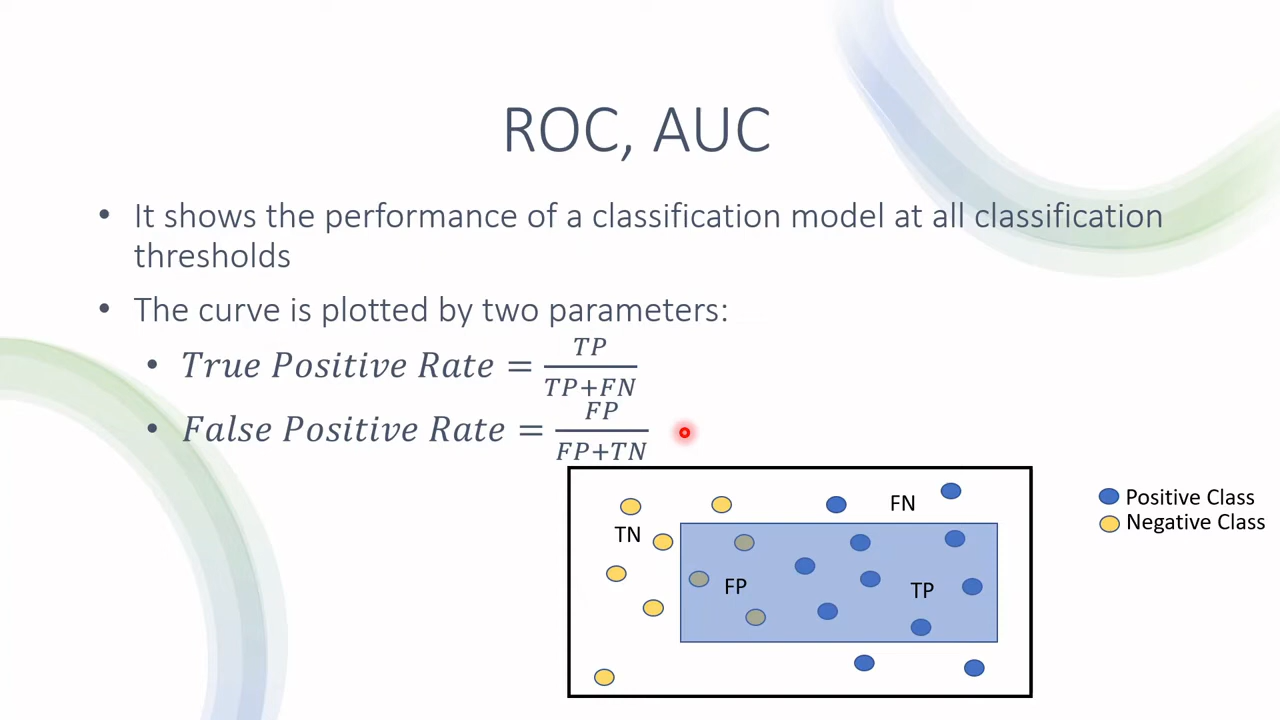 ROC, AUC
• It shows the performance of a classification model at all classification
thresholds
• The curve is plotted by two parameters:
• True Positive Rate = TP / TP+FN
• False Positive Rate = FP / FP+TN
FN
TN
FP
TP
Positive Class
Negative Class